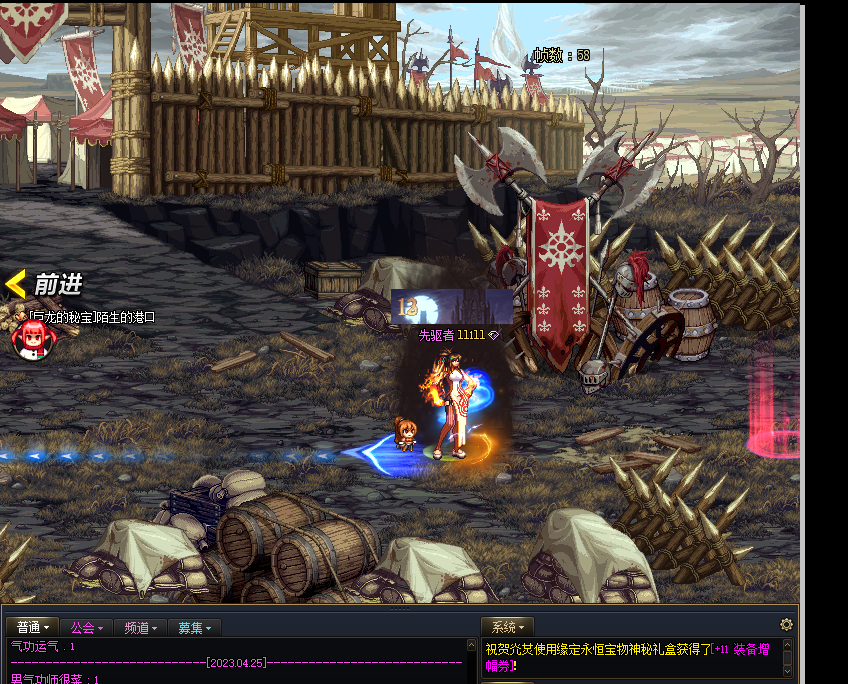 帧数：58
前进
[巨龙的秘宝]陌生的港口
13
先驱者 11i11
普通
公会
频道
募集
系统
气功运气：1
[2023.04.25]
男气功师很菜：1
祝贺灮炗使用缘定永恒宝物神秘礼盒获得了[+11 装备增
幅券]!